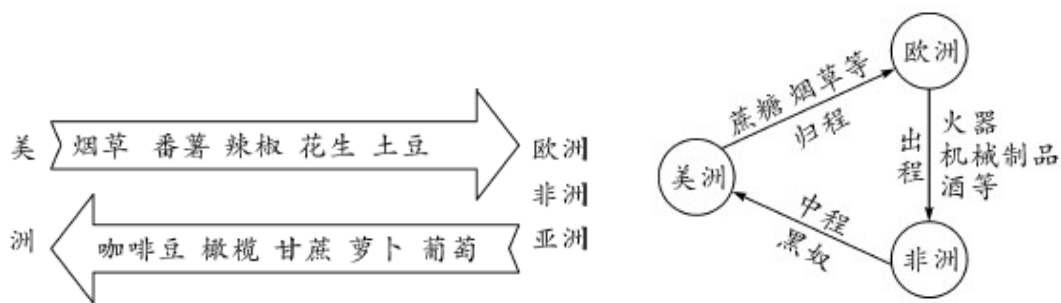 美
洲
烟草 番薯 辣椒 花生 土豆
咖啡豆 橄榄 甘蔗 萝卜 葡萄
欧洲
非洲
亚洲
欧洲
蔗糖 烟草等
归程
美洲
出程
火器
机械制品
酒等
中程
黑奴
非洲